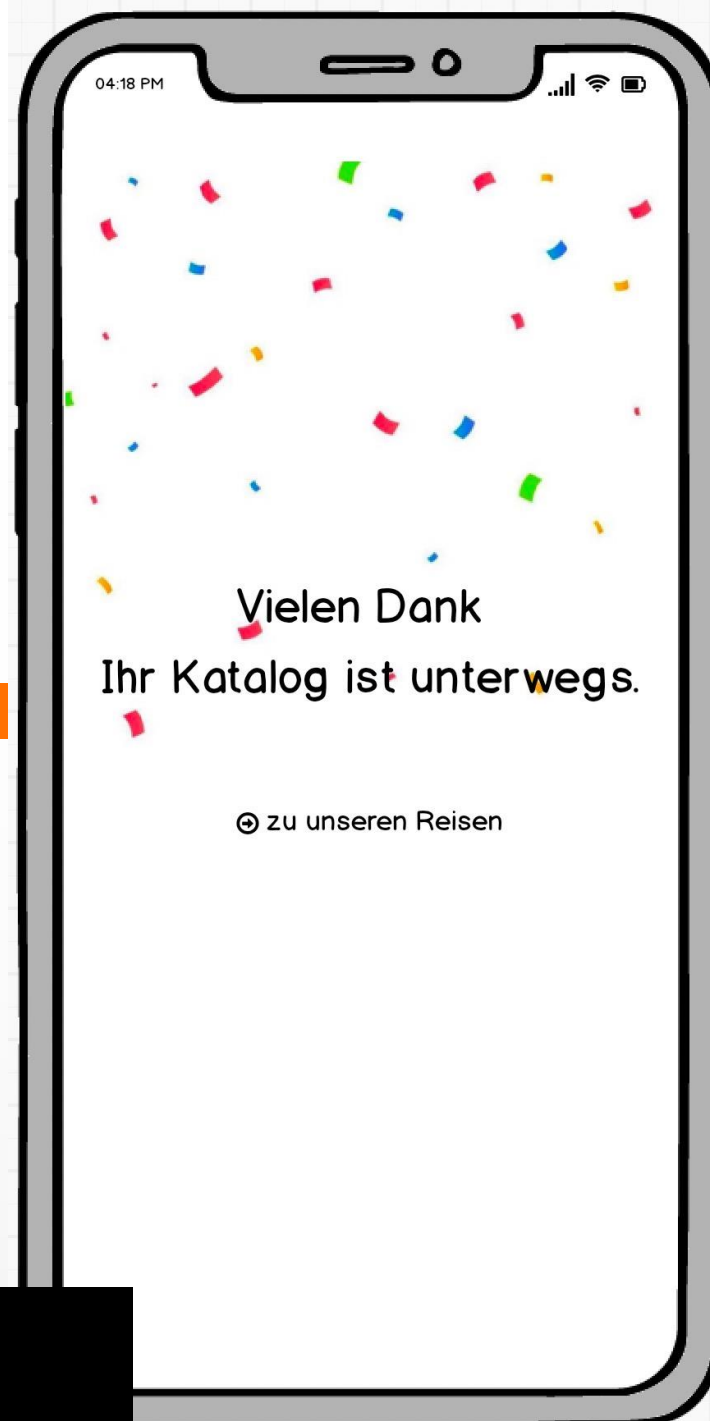 04:18 PM
Vielen Dank
Ihr Katalog ist unterwegs.
zu unseren Reisen